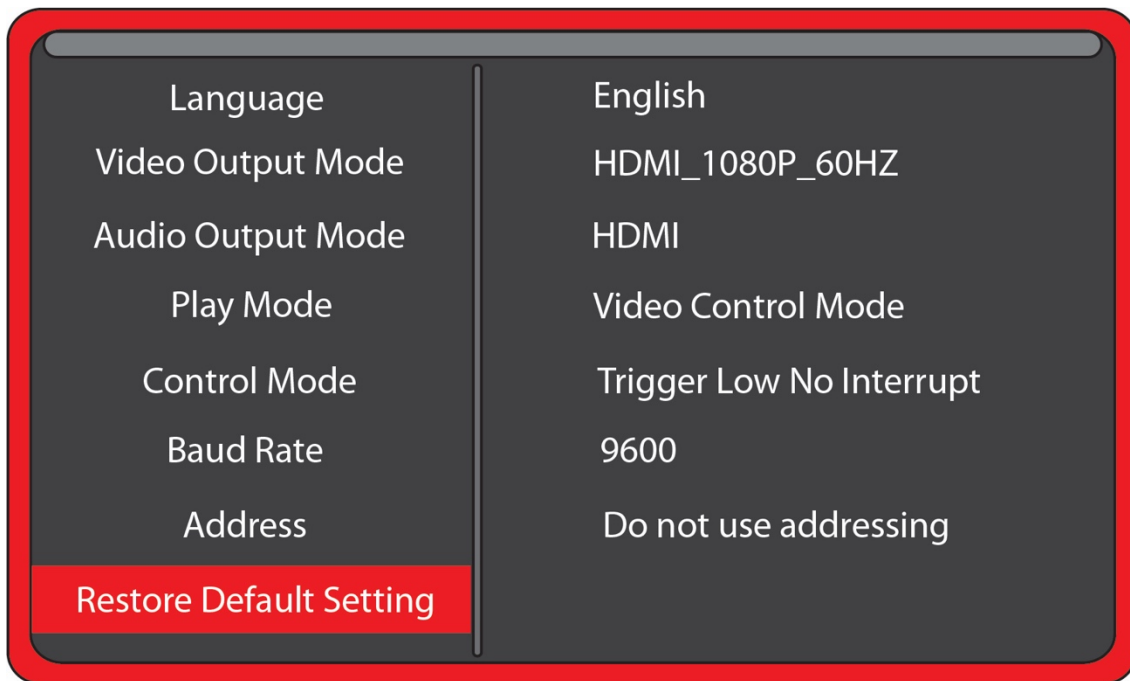 Language English
Video Output Mode HDMI_1080P_60HZ
Audio Output Mode HDMI
Play Mode Video Control Mode
Control Mode Trigger Low No Interrupt
Baud Rate 9600
Address Do not use addressing
Restore Default Setting